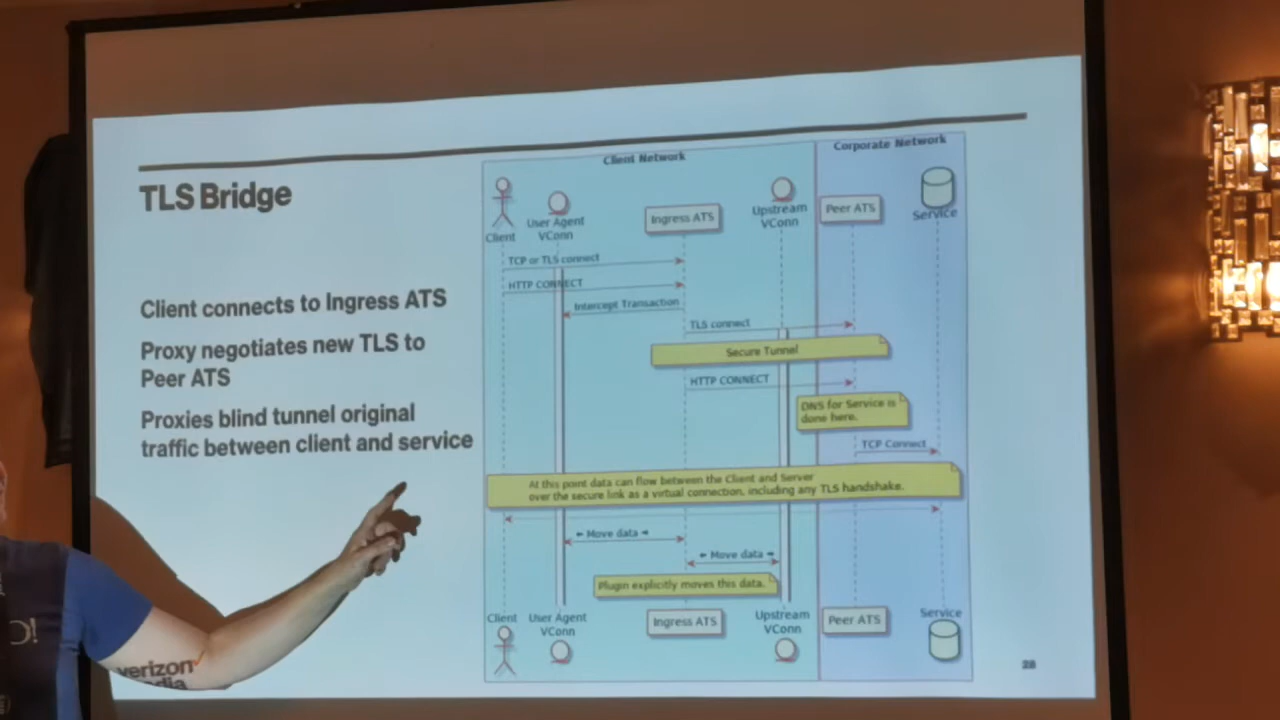 TLS Bridge
Client connects to Ingress ATS
Proxy negotiates new TLS to
Peer ATS
Proxies blind tunnel original
traffic between client and service
Client Network
Corporate Network
Client
User Agent
VConn
Ingress ATS
Upstream
VConn
Peer ATS
Service
TCP or TLS connect
HTTP CONNECT
Intercept Transaction
TLS connect
Secure Tunnel
HTTP CONNECT
DNS for Service is
done here.
TCP Connect
At this point data can flow between the Client and Server
over the secure link as a virtual connection, including any TLS handshake.
Move data
Move data
Plugin explicitly moves this data.
Client
User Agent
VConn
Ingress ATS
Upstream
VConn
Peer ATS
Service
28
O!
verizon